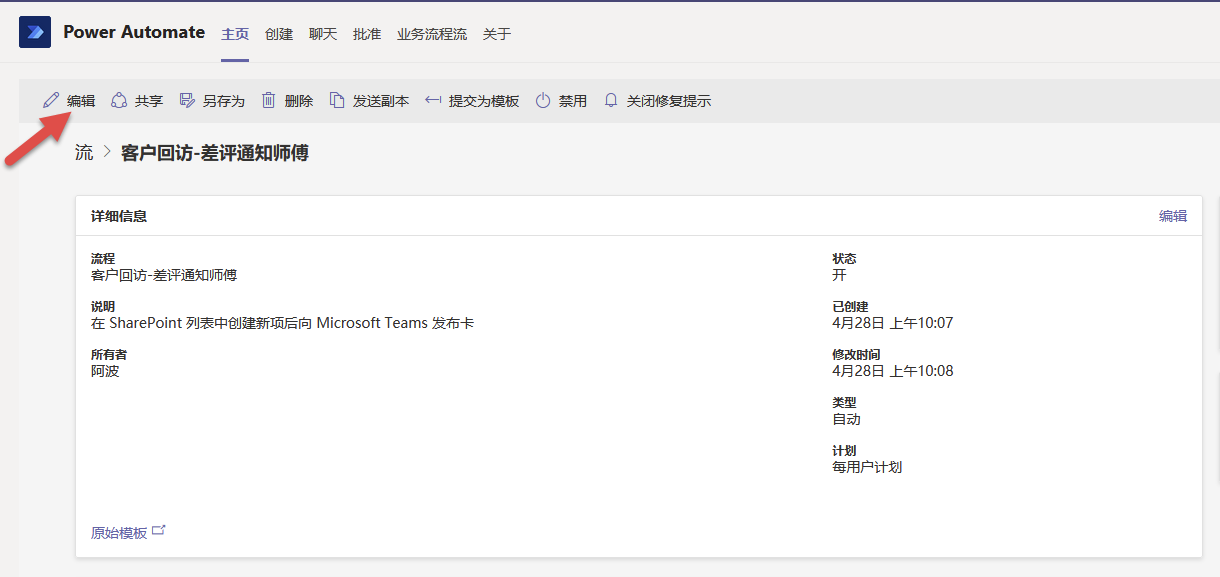 Power Automate 主页 创建 聊天 批准 业务流程流 关于
编辑 共享 另存为 删除 发送副本 提交为模板 禁用 关闭修复提示
流 > 客户回访-差评通知师傅
详细信息 编辑
流程
客户回访-差评通知师傅
说明
在 SharePoint 列表中创建新项后向 Microsoft Teams 发布卡
所有者
阿波
状态
开
已创建
4月28日 上午10:07
修改时间
4月28日 上午10:08
类型
自动
计划
每用户计划
原始模板